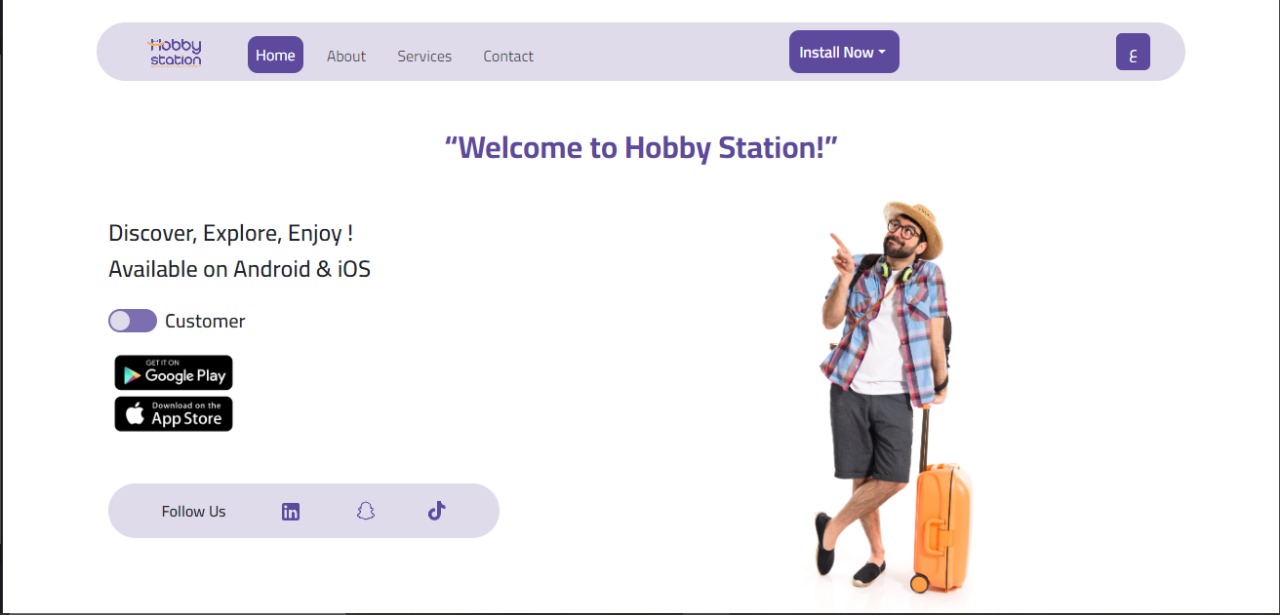 Hobby
station
Home About Services Contact Install Now ع
“Welcome to Hobby Station!”
Discover, Explore, Enjoy !
Available on Android & iOS
Customer
GET IT ON
Google Play
Download on the
App Store
Follow Us